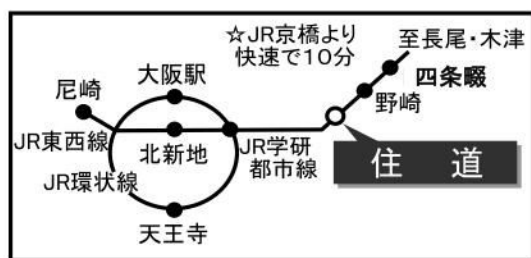 ☆JR京橋より
快速で10分
至長尾・木津
四条畷
野崎
大阪駅
尼崎
JR東西線
北新地
JR学研
都市線
JR環状線
住 道
天王寺